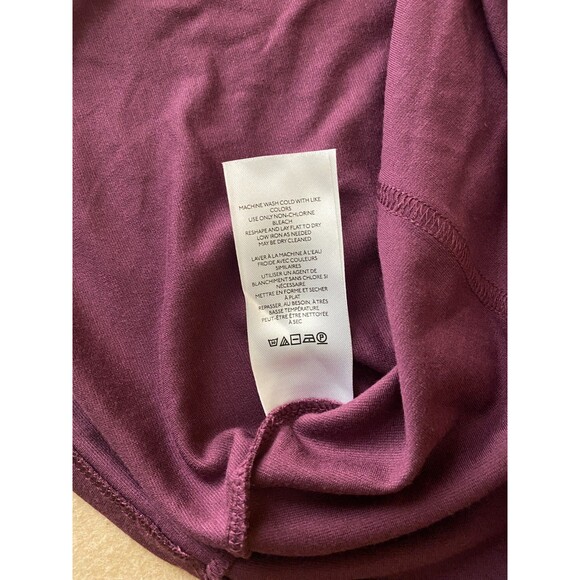 MACHINE WASH COLD WITH LIKE
COLORS
USE ONLY NON-CHLORINE
BLEACH
RESHAPE AND LAY FLAT TO DRY
LOW IRON AS NEEDED
MAY BE DRY CLEANED
LAVER À LA MACHINE À L'EAU
FROIDE AVEC COULEURS
SIMILAIRES
UTILISER UN AGENT DE
BLANCHIMENT SANS CHLORE SI
NÉCESSAIRE
METTRE EN FORME ET SECHER
À PLAT
REPASSER, AU BESOIN, À TRÈS
BASSE TEMPÉRATURE
PEUT-ÊTRE ÊTRE NETTOYÉE
À SEC
P